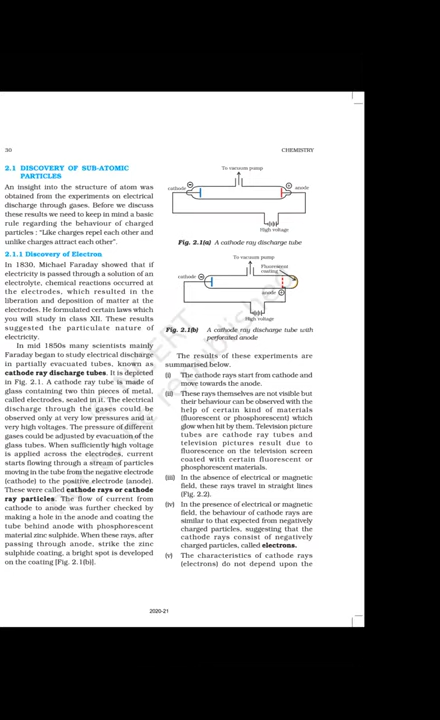 30
CHEMISTRY
2.1 DISCOVERY OF SUB-ATOMIC
PARTICLES
An insight into the structure of atom was
obtained from the experiments on electrical
discharge through gases. Before we discuss
these results we need to keep in mind a basic
rule regarding the behaviour of charged
particles : "Like charges repel each other and
unlike charges attract each other".
2.1.1 Discovery of Electron
In 1830, Michael Faraday showed that if
electricity is passed through a solution of an
electrolyte, chemical reactions occurred at
the electrodes, which resulted in the
liberation and deposition of matter at the
electrodes. He formulated certain laws which
you will study in class XII. These results
suggested the particulate nature of
electricity.
In mid 1850s many scientists mainly
Faraday began to study electrical discharge
in partially evacuated tubes, known as
cathode ray discharge tubes. It is depicted
in Fig. 2.1. A cathode ray tube is made of
glass containing two thin pieces of metal,
called electrodes, sealed in it. The electrical
discharge through the gases could be
observed only at very low pressures and at
very high voltages. The pressure of different
gases could be adjusted by evacuation of the
glass tubes. When sufficiently high voltage
is applied across the electrodes, current
starts flowing through a stream of particles
moving in the tube from the negative electrode
(cathode) to the positive electrode (anode).
These were called cathode rays or cathode
ray particles. The flow of current from
cathode to anode was further checked by
making a hole in the anode and coating the
tube behind anode with phosphorescent
material zinc sulphide. When these rays, after
passing through anode, strike the zinc
sulphide coating, a bright spot is developed
on the coating [Fig. 2.1(b)].
To vacuum pump
cathode
anode
High voltage
Fig. 2.1(a) A cathode ray discharge tube
To vacuum pump
Fluorescent
coating
cathode
anode
High voltage
Fig. 2.1(b) A cathode ray discharge tube with
perforated anode
The results of these experiments are
summarised below.
(i) The cathode rays start from cathode and
move towards the anode.
(ii) These rays themselves are not visible but
their behaviour can be observed with the
help of certain kind of materials
(fluorescent or phosphorescent) which
glow when hit by them. Television picture
tubes are cathode ray tubes and
television pictures result due to
fluorescence on the television screen
coated with certain fluorescent or
phosphorescent materials.
(iii) In the absence of electrical or magnetic
field, these rays travel in straight lines
(Fig. 2.2).
(iv) In the presence of electrical or magnetic
field, the behaviour of cathode rays are
similar to that expected from negatively
charged particles, suggesting that the
cathode rays consist of negatively
charged particles, called electrons.
(v) The characteristics of cathode rays
(electrons) do not depend upon the
2020-21